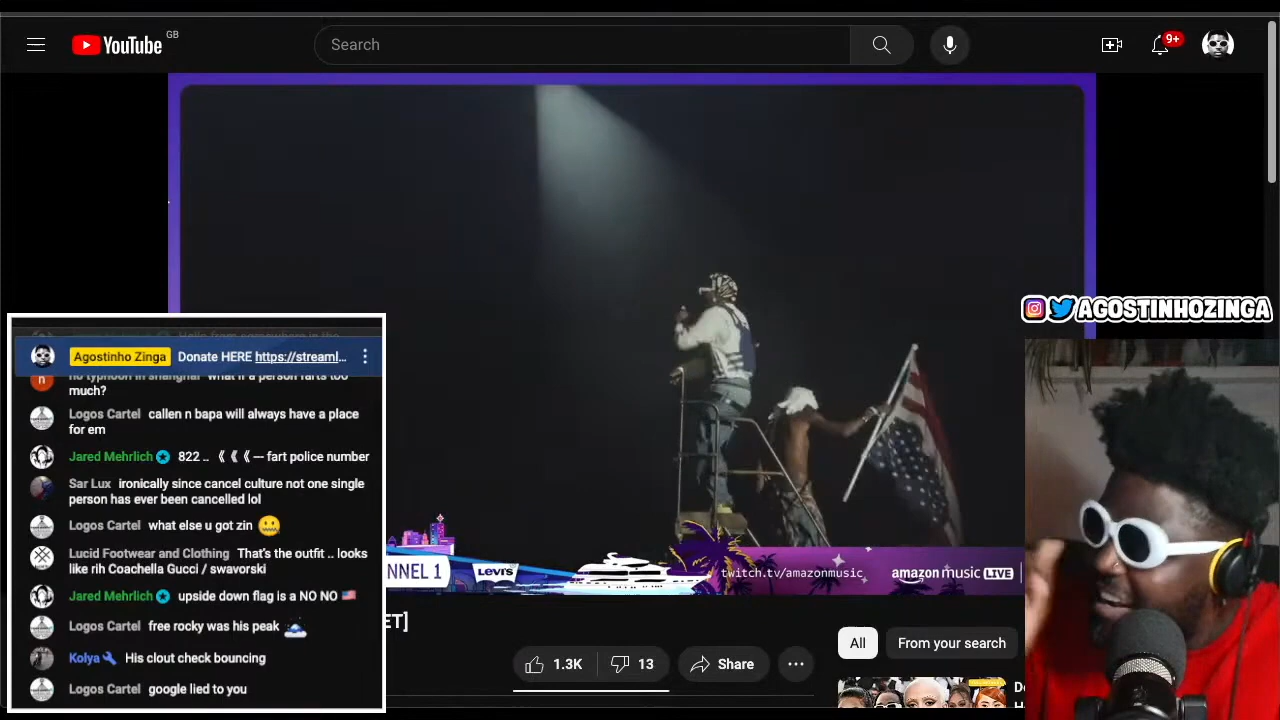 YouTube GB
Search
9+
AGOSTINHOZINGA
Agostinho Zinga Donate HERE https://streaml...
no typhoon in shanghai what if a person farts too
much?
Logos Cartel callen n bapa will always have a place
for em
Jared Mehrlich 822 .. 《 《 《 --- fart police number
Sar Lux ironically since cancel culture not one single
person has ever been cancelled lol
Logos Cartel what else u got zin 🤐
Lucid Footwear and Clothing That's the outfit .. looks
like rih Coachella Gucci / swavorski
Jared Mehrlich upside down flag is a NO NO 🇺🇸
Logos Cartel free rocky was his peak
Kolya His clout check bouncing
Logos Cartel google lied to you
NNEL 1
LEVI'S
twitch.tv/amazonmusic
amazon music LIVE
ET]
1.3K
13
Share
All
From your search